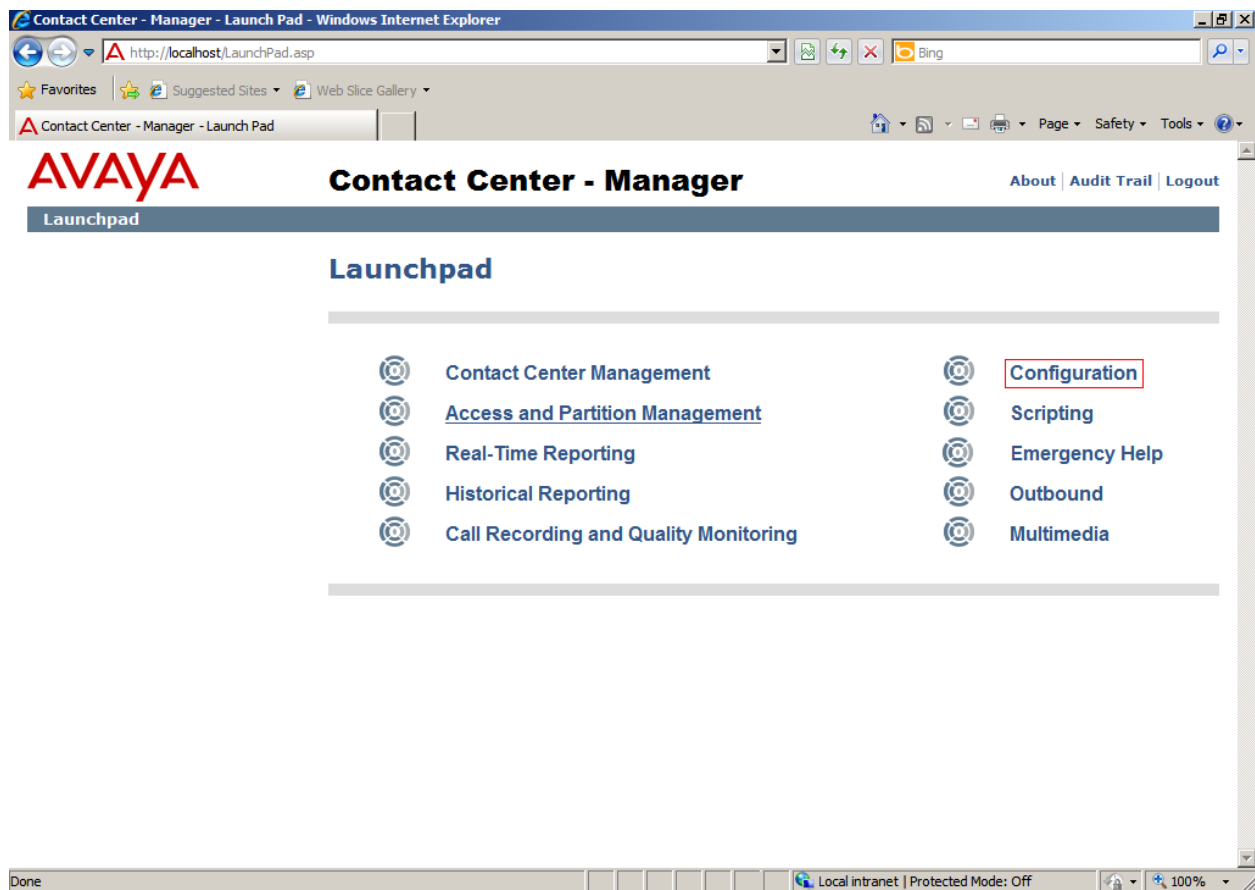 Contact Center - Manager - Launch Pad - Windows Internet Explorer
http://localhost/LaunchPad.asp
Bing
Favorites Suggested Sites Web Slice Gallery
Contact Center - Manager - Launch Pad
Page Safety Tools
AVAYA
Contact Center - Manager
About | Audit Trail | Logout
Launchpad
Launchpad
Contact Center Management
Configuration
Access and Partition Management
Scripting
Real-Time Reporting
Emergency Help
Historical Reporting
Outbound
Call Recording and Quality Monitoring
Multimedia
Done
Local intranet | Protected Mode: Off
100%